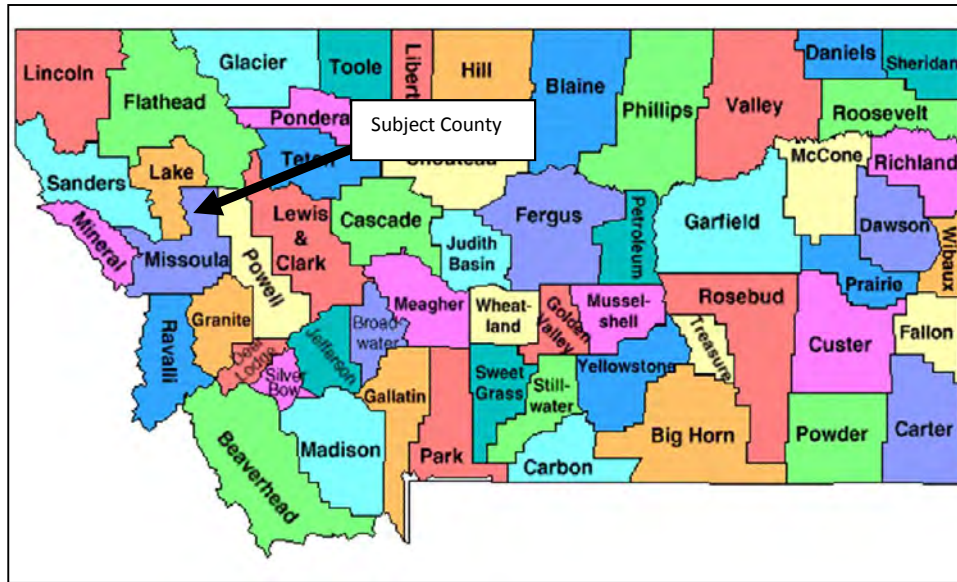 Lincoln
Flathead
Glacier
Toole
Libert
Hill
Blaine
Phillips
Valley
Daniels
Sheridan
Roosevelt
Pondera
Subject County
Sanders
Lake
McCone
Richland
Mineral
Missoula
Powell
Lewis
&
Clark
Cascade
Judith
Basin
Fergus
Petroleum
Garfield
Dawson
Wibaux
Prairie
Ravalli
Granite
Deer
Lodge
Silver
Bow
Jefferson
Broad-
water
Meagher
Wheat-
land
Golden
Valley
Mussel-
shell
Rosebud
Treasure
Custer
Fallon
Beaverhead
Madison
Gallatin
Park
Sweet
Grass
Still-
water
Yellowstone
Carbon
Big Horn
Powder
Carter